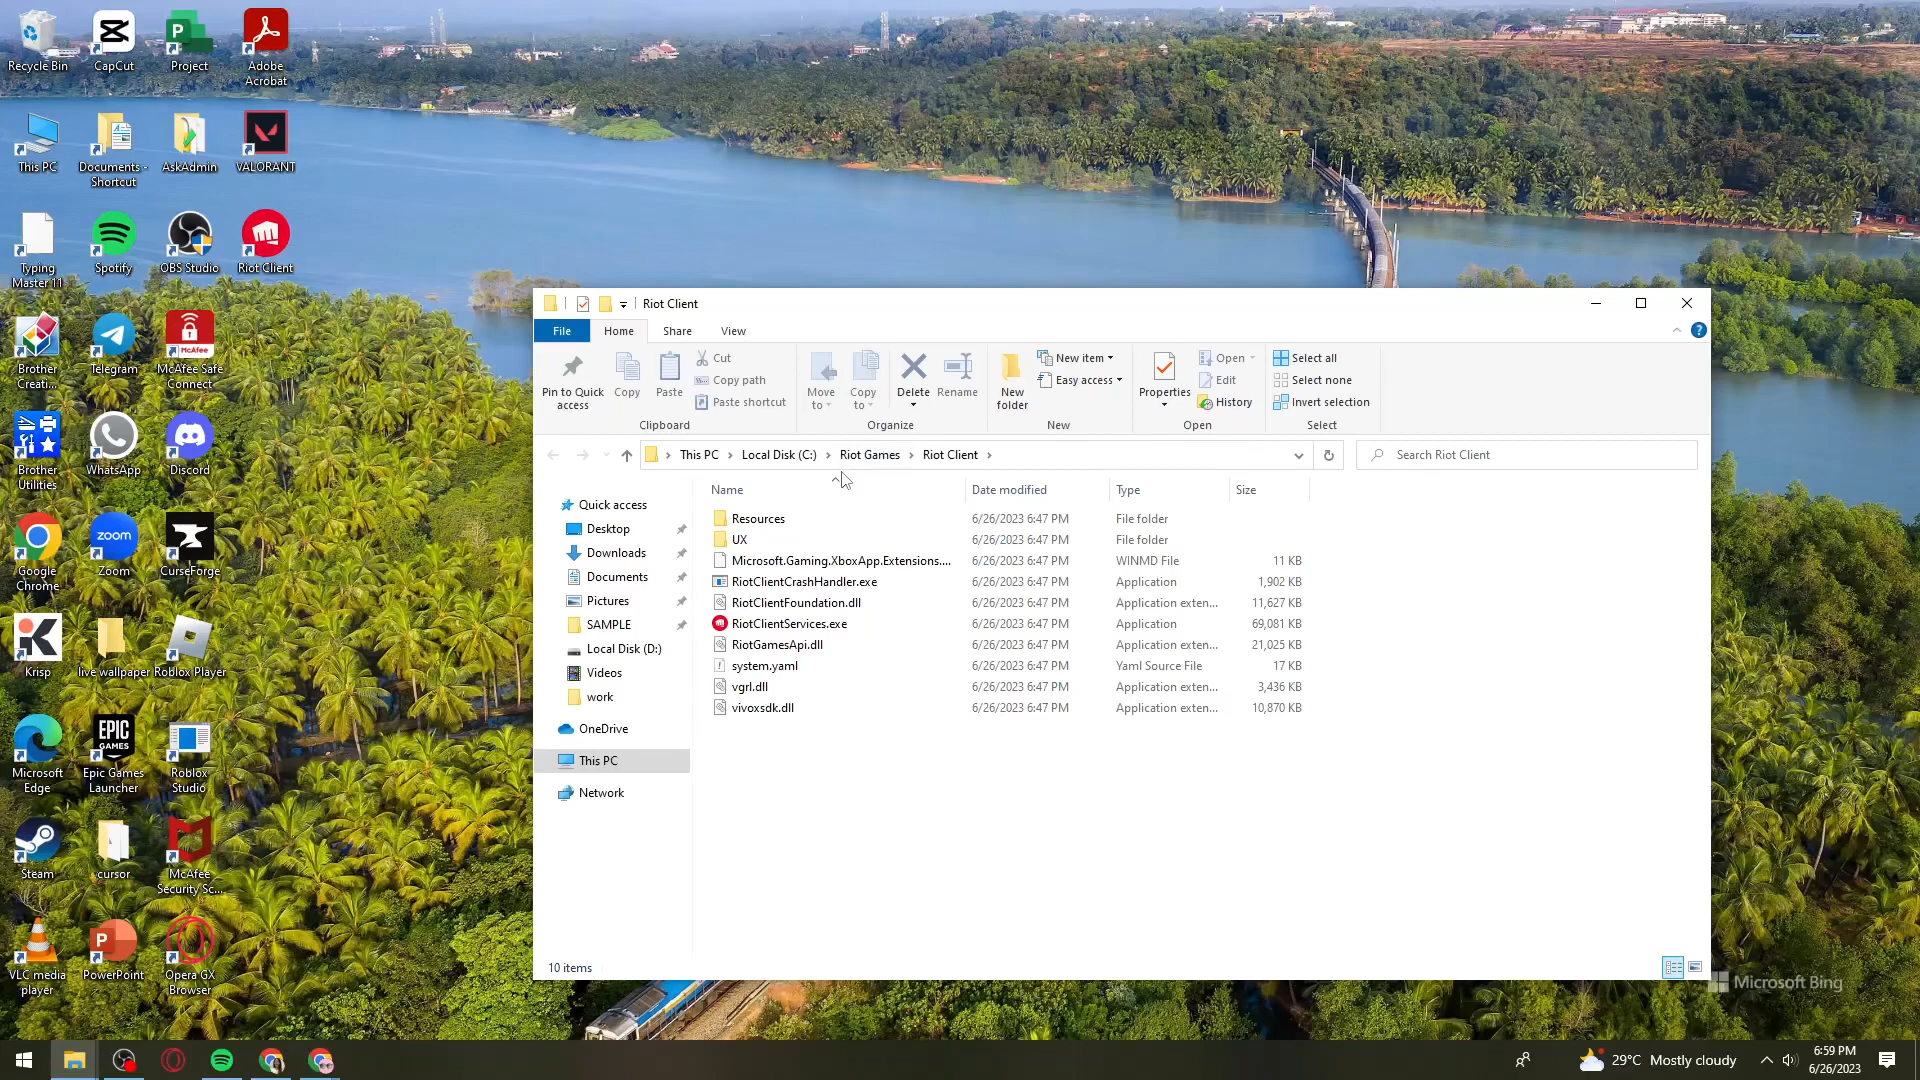 Recycle Bin
CapCut
Project
Adobe
Acrobat
This PC
Documents -
Shortcut
AskAdmin
VALORANT
Typing
Master 11
Spotify
OBS Studio
Riot Client
Brother
Creati...
Telegram
McAfee
McAfee Safe
Connect
Brother
Utilities
WhatsApp
Discord
Google
Chrome
zoom
Zoom
CurseForge
Krisp
live wallpaper
Roblox Player
Microsoft
Edge
EPIC
GAMES
Epic Games
Launcher
Roblox
Studio
Steam
cursor
McAfee
Security Sc...
VLC media
player
PowerPoint
Opera GX
Browser
Riot Client
File
Home
Share
View
Pin to Quick
access
Copy
Paste
Cut
Copy path
Paste shortcut
Clipboard
Move
to
Copy
to
Delete
Rename
Organize
New
folder
New item
Easy access
New
Properties
Open
Edit
History
Open
Select all
Select none
Invert selection
Select
This PC > Local Disk (C:) > Riot Games > Riot Client >
Search Riot Client
Quick access
Desktop
Downloads
Documents
Pictures
SAMPLE
Local Disk (D:)
Videos
work
OneDrive
This PC
Network
Name Date modified Type Size
Resources 6/26/2023 6:47 PM File folder
UX 6/26/2023 6:47 PM File folder
Microsoft.Gaming.XboxApp.Extensions.... 6/26/2023 6:47 PM WINMD File 11 KB
RiotClientCrashHandler.exe 6/26/2023 6:47 PM Application 1,902 KB
RiotClientFoundation.dll 6/26/2023 6:47 PM Application exten... 11,627 KB
RiotClientServices.exe 6/26/2023 6:47 PM Application 69,081 KB
RiotGamesApi.dll 6/26/2023 6:47 PM Application exten... 21,025 KB
system.yaml 6/26/2023 6:47 PM Yaml Source File 17 KB
vgrl.dll 6/26/2023 6:47 PM Application exten... 3,436 KB
vivoxsdk.dll 6/26/2023 6:47 PM Application exten... 10,870 KB
10 items
Microsoft Bing
29°C Mostly cloudy
6:59 PM
6/26/2023